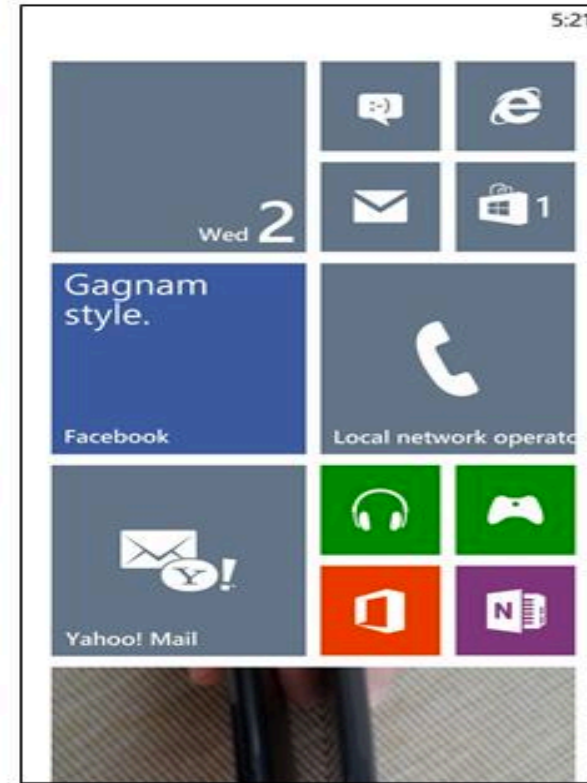 5:21
:-)
Wed 2
1
Gagnam
style.
Facebook
Local network operato
Y!
Yahoo! Mail
N